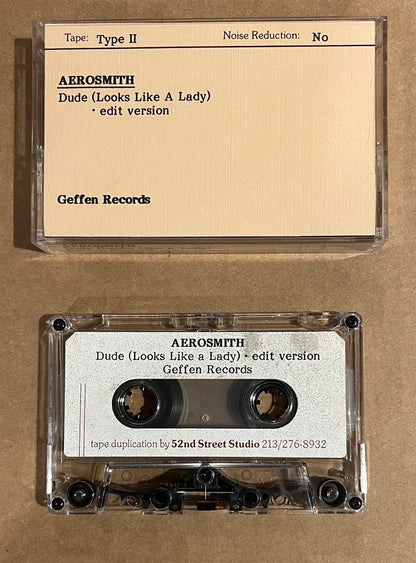 Tape: Type II Noise Reduction: No
AEROSMITH
Dude (Looks Like A Lady)
· edit version
Geffen Records
AEROSMITH
AEROSMITH
Dude (Looks Like a Lady) · edit version
Geffen Records
tape duplication by 52nd Street Studio 213/276-8932